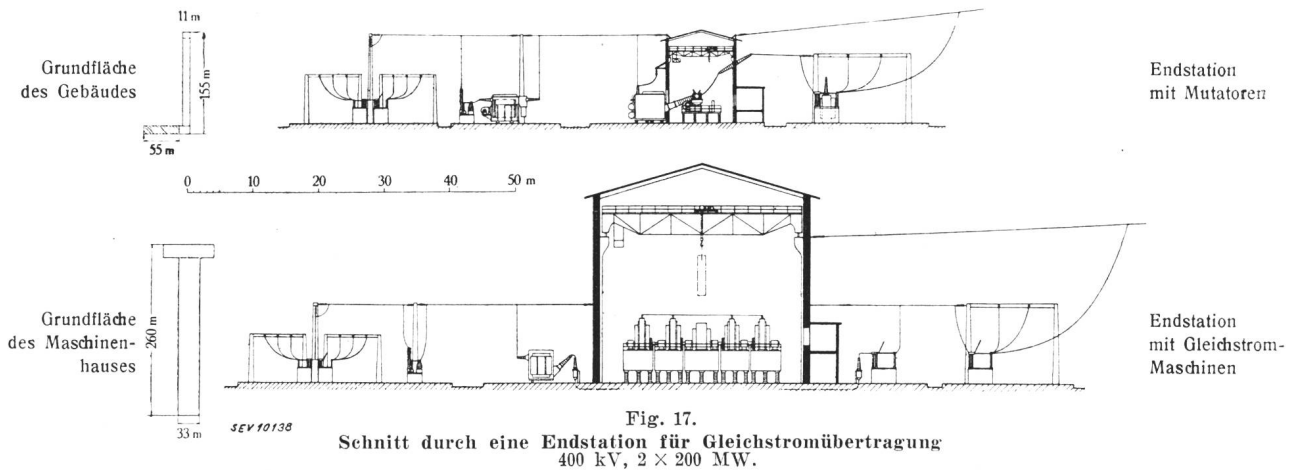 11 m
Grundfläche
des Gebäudes
155 m
55 m
Endstation
mit Mutatoren
0 10 20 30 40 50 m
Grundfläche
des Maschinen-
hauses
260 m
33 m
Endstation
mit Gleichstrom-
Maschinen
SEV 10138
Fig. 17.
Schnitt durch eine Endstation für Gleichstromübertragung
400 kV, 2 × 200 MW.